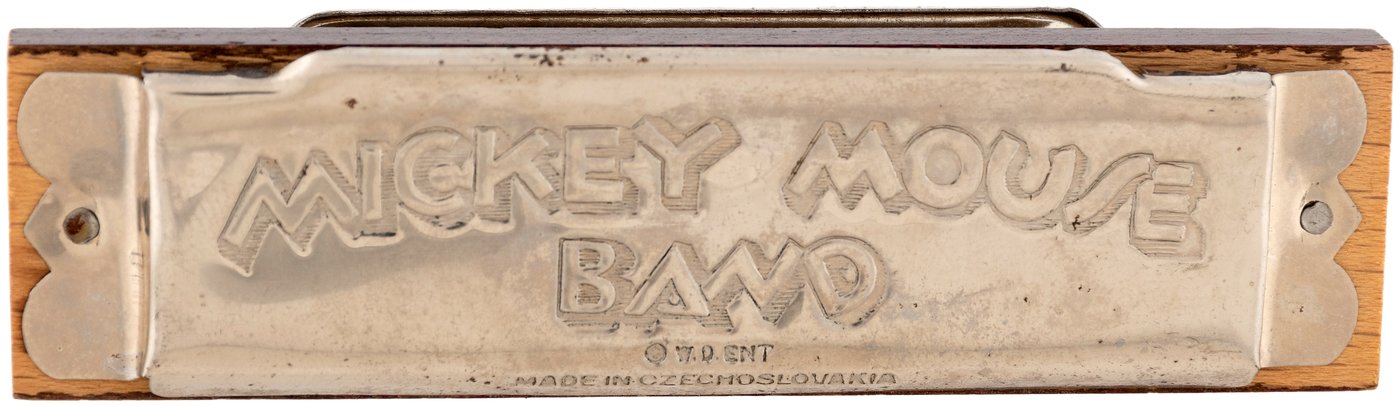 MICKEY MOUSE
BAND
© W.D. ENT
MADE IN CZECHOSLOVAKIA